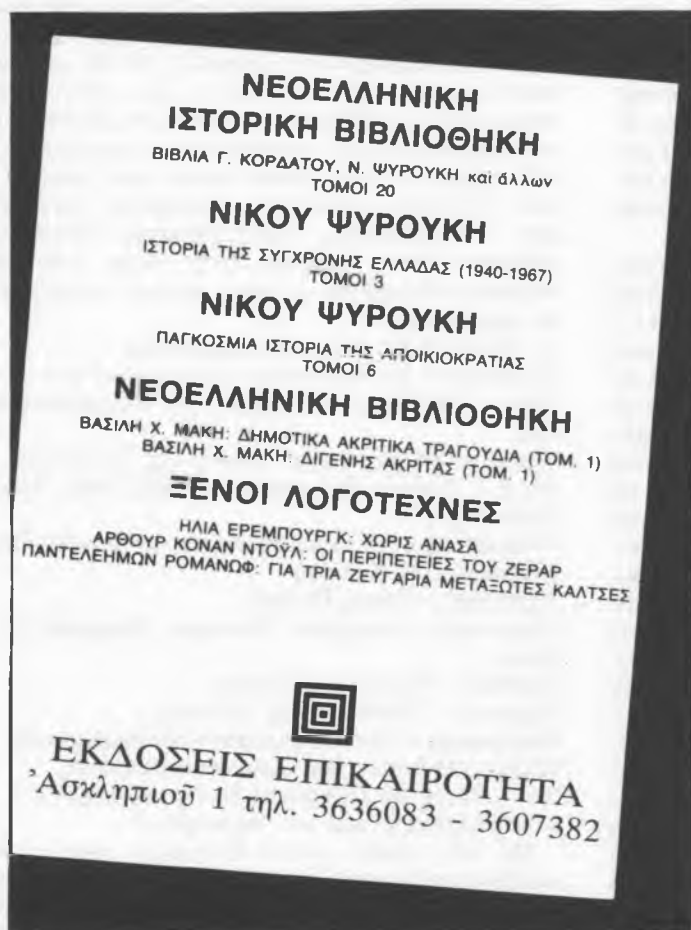 ΝΕΟΕΛΛΗΝΙΚΗ
ΙΣΤΟΡΙΚΗ ΒΙΒΛΙΟΘΗΚΗ
ΒΙΒΛΙΑ Γ. ΚΟΡΔΑΤΟΥ, Ν. ΨΥΡΟΥΚΗ καί άλλων
ΤΟΜΟΙ 20
ΝΙΚΟΥ ΨΥΡΟΥΚΗ
ΙΣΤΟΡΙΑ ΤΗΣ ΣΥΓΧΡΟΝΗΣ ΕΛΛΑΔΑΣ (1940-1967)
ΤΟΜΟΙ 3
ΝΙΚΟΥ ΨΥΡΟΥΚΗ
ΠΑΓΚΟΣΜΙΑ ΙΣΤΟΡΙΑ ΤΗΣ ΑΠΟΙΚΙΟΚΡΑΤΙΑΣ
ΤΟΜΟΙ 6
ΝΕΟΕΛΛΗΝΙΚΗ ΒΙΒΛΙΟΘΗΚΗ
ΒΑΣΙΛΗ Χ. ΜΑΚΗ: ΔΗΜΟΤΙΚΑ ΑΚΡΙΤΙΚΑ ΤΡΑΓΟΥΔΙΑ (ΤΟΜ. 1)
ΒΑΣΙΛΗ Χ. ΜΑΚΗ: ΔΙΓΕΝΗΣ ΑΚΡΙΤΑΣ (ΤΟΜ. 1)
ΞΕΝΟΙ ΛΟΓΟΤΕΧΝΕΣ
ΗΛΙΑ ΕΡΕΜΠΟΥΡΓΚ: ΧΩΡΙΣ ΑΝΑΣΑ
ΑΡΘΟΥΡ ΚΟΝΑΝ ΝΤΟΫΛ: ΟΙ ΠΕΡΙΠΕΤΕΙΕΣ ΤΟΥ ΖΕΡΑΡ
ΠΑΝΤΕΛΕΗΜΩΝ ΡΟΜΑΝΩΦ: ΓΙΑ ΤΡΙΑ ΖΕΥΓΑΡΙΑ ΜΕΤΑΞΩΤΕΣ ΚΑΛΤΣΕΣ
ΕΚΔΟΣΕΙΣ ΕΠΙΚΑΙΡΟΤΗΤΑ
Ἀσκληπιοῦ 1 τηλ. 3636083 - 3607382